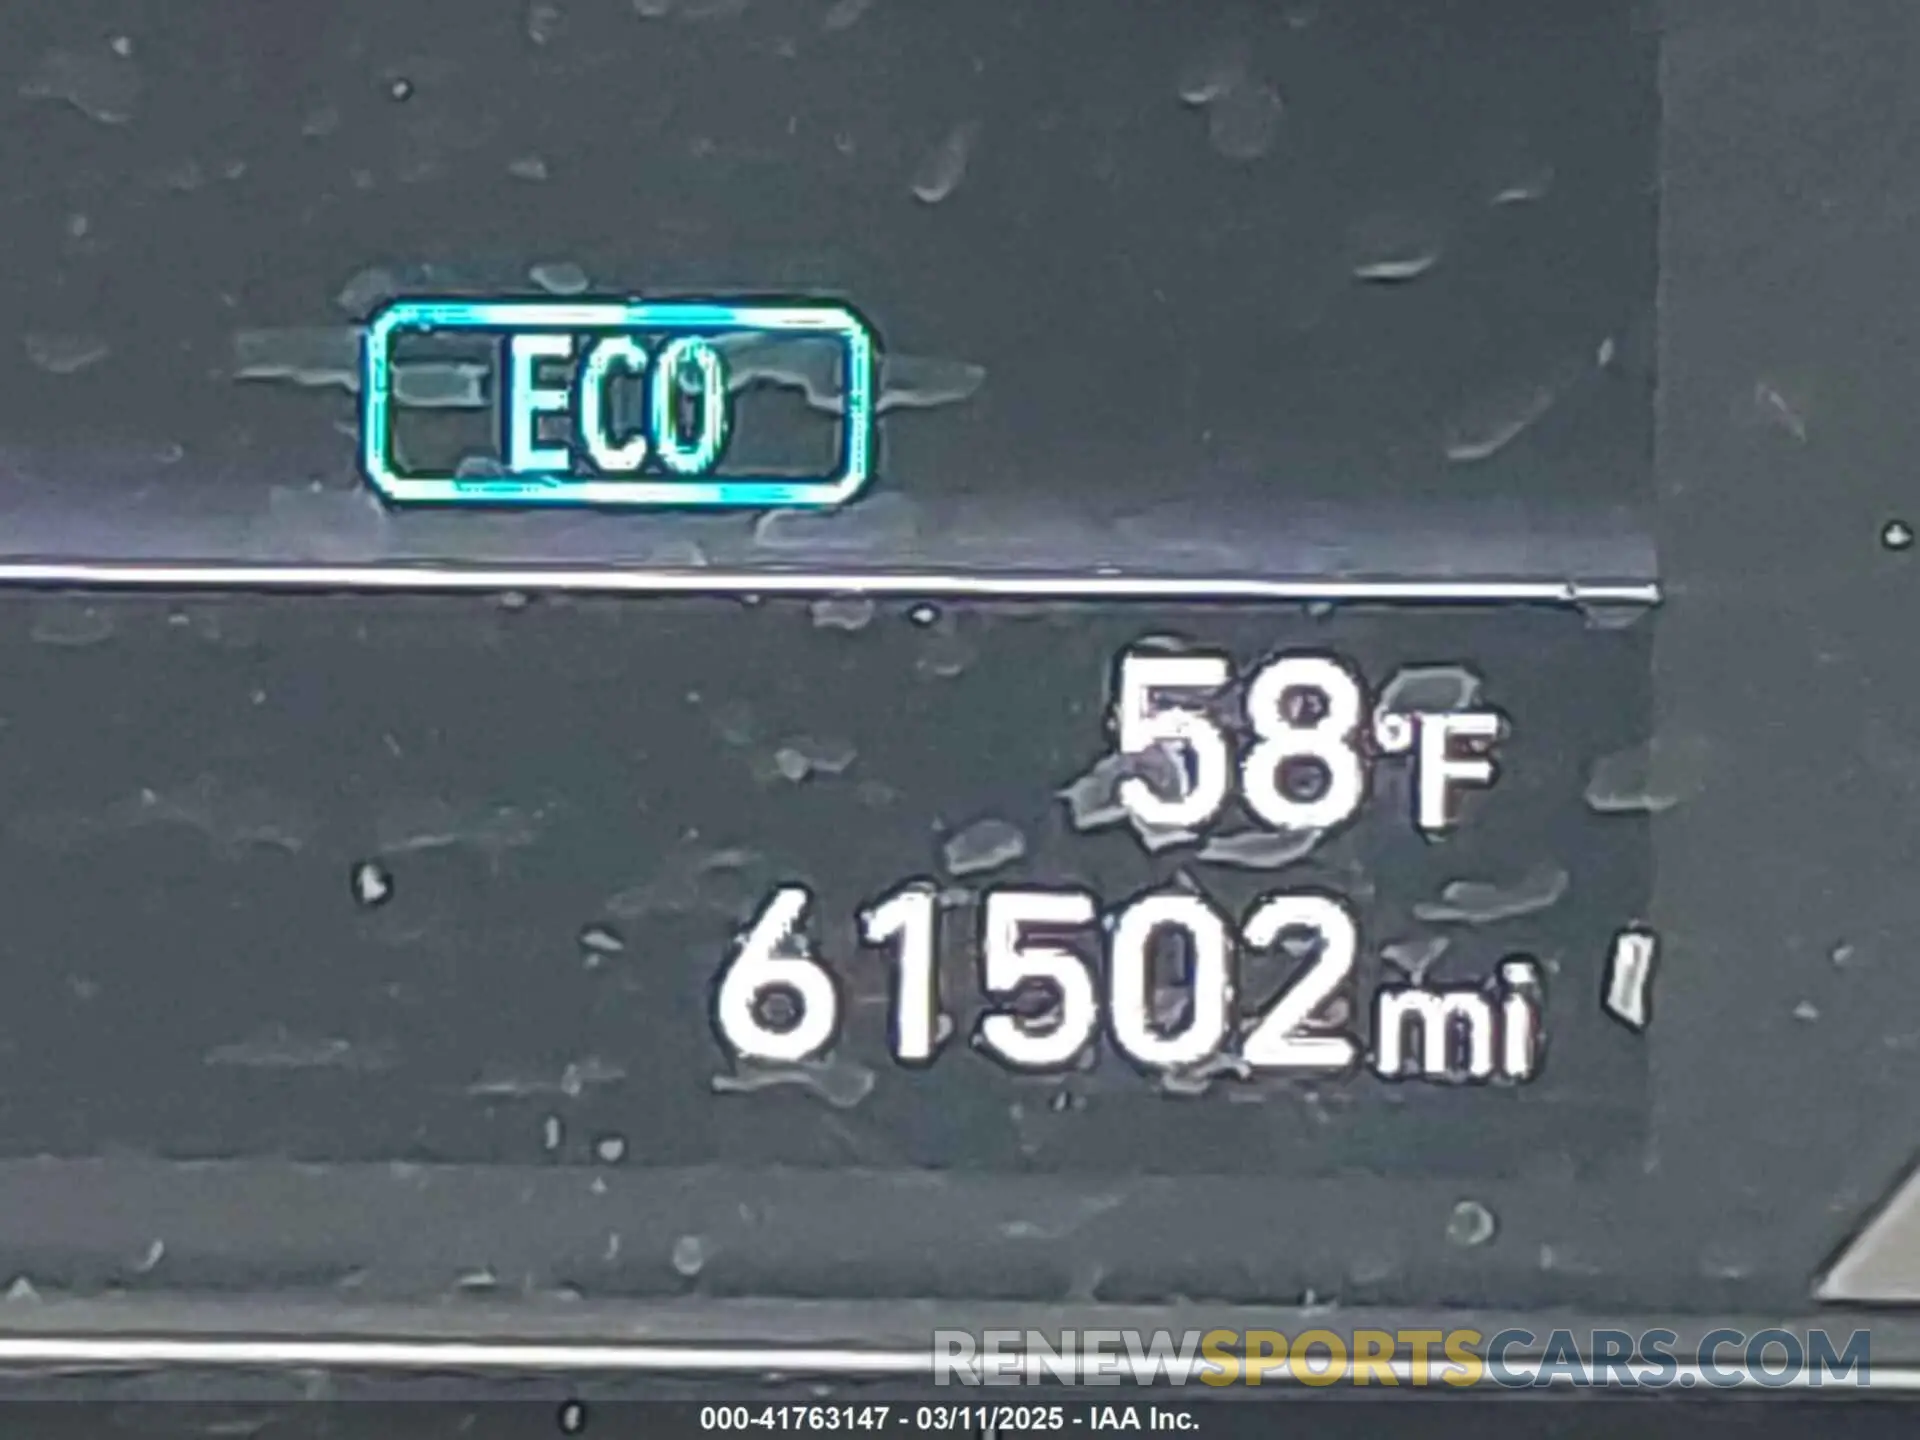 ECO
58°F
61502mi
RENEWSPORTSCARS.COM
000-41763147 - 03/11/2025 - IAA Inc.